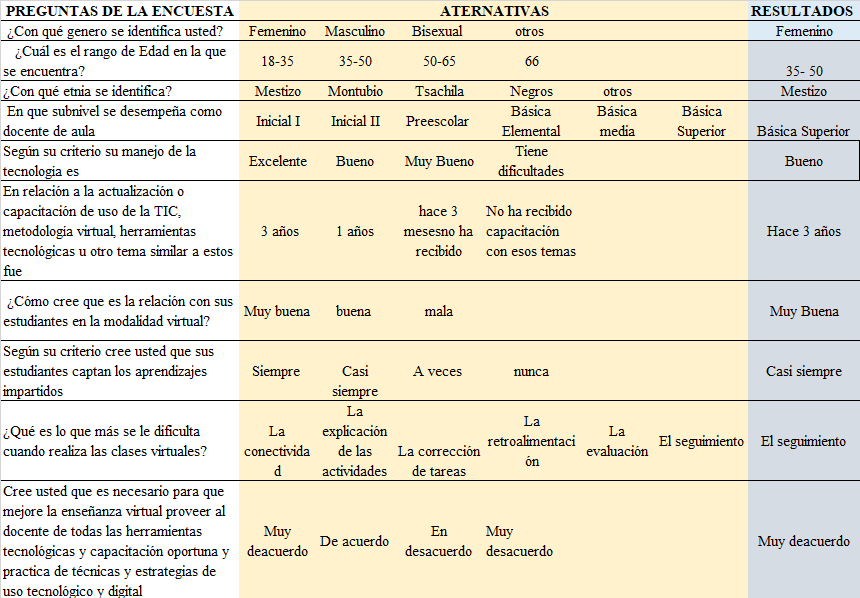 PREGUNTAS DE LA ENCUESTA ATERNATIVAS RESULTADOS
¿Con qué genero se identifica usted? Femenino Masculino Bisexual otros Femenino
¿Cuál es el rango de Edad en la que
se encuentra?
18-35 35-50 50-65 66
35- 50
¿Con qué etnia se identifica? Mestizo Montubio Tsachila Negros otros Mestizo
En que subnivel se desempeña como
docente de aula
Inicial I Inicial II Preescolar
Básica
Elemental
Básica
media
Básica
Superior
Básica Superior
Según su criterio su manejo de la
tecnología es
Excelente Bueno Muy Bueno
Tiene
dificultades
Bueno
En relación a la actualización o
capacitación de uso de la TIC,
metodología virtual, herramientas
tecnológicas u otro tema similar a estos
fue
3 años 1 años
hace 3
mesesno ha
recibido
No ha recibido
capacitación
con esos temas
Hace 3 años
¿Cómo cree que es la relación con sus
estudiantes en la modalidad virtual?
Muy buena buena mala
Muy Buena
Según su criterio cree usted que sus
estudiantes captan los aprendizajes
impartidos
Siempre
Casi
siempre
A veces nunca
Casi siempre
¿Qué es lo que más se le dificulta
cuando realiza las clases virtuales?
La
conectivida
d
La
explicación
de las
actividades
La corrección
de tareas
La
retroalimentaci
ón
La
evaluación
El seguimiento
El seguimiento
Cree usted que es necesario para que
mejore la enseñanza virtual proveer al
docente de todas las herramientas
tecnológicas y capacitación oportuna y
practica de técnicas y estrategias de
uso tecnológico y digital
Muy
deacuerdo
De acuerdo
En
desacuerdo
Muy
desacuerdo
Muy deacuerdo